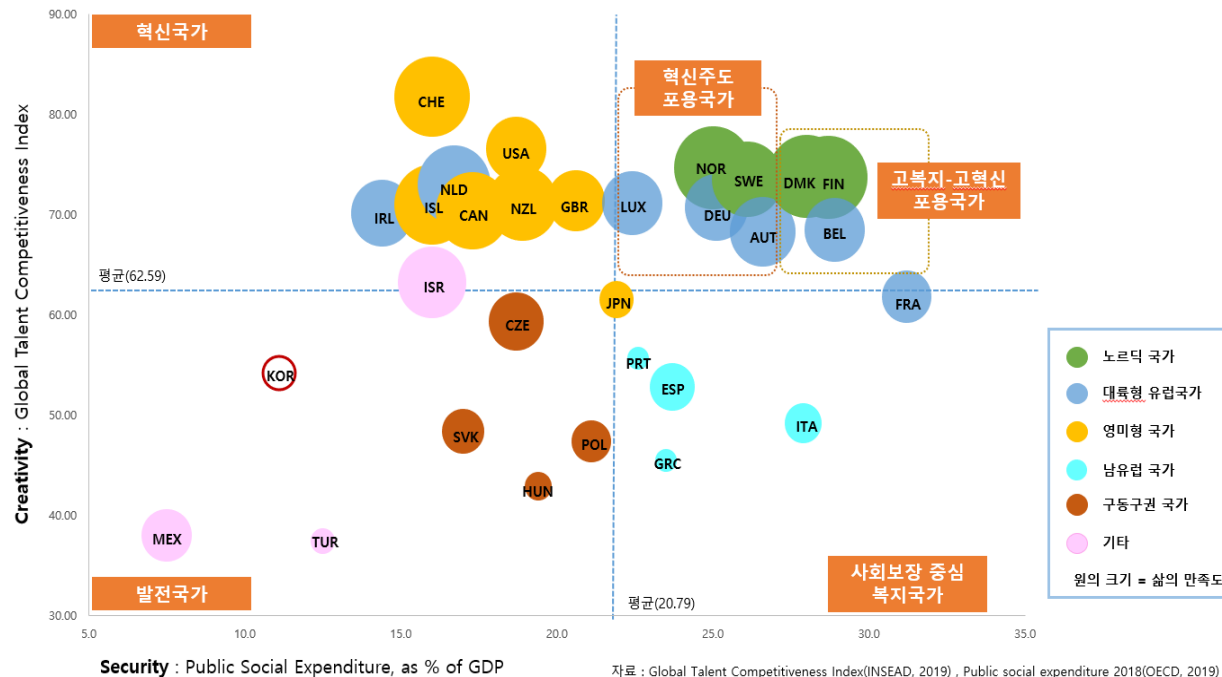 90.00
혁신국가
혁신주도
포용국가
80.00
CHE
USA
NOR
SWE
DMK
FIN
고복지-고혁신
포용국가
70.00
IRL
ISL
NLD
CAN
NZL
GBR
LUX
DEU
AUT
BEL
평균(62.59)
ISR
JPN
FRA
60.00
CZE
KOR
PRT
ESP
50.00
SVK
POL
ITA
GRC
HUN
40.00
MEX
TUR
발전국가
사회보장 중심
복지국가
평균(20.79)
30.00
5.0
10.0
15.0
20.0
25.0
30.0
35.0
Creativity : Global Talent Competitiveness Index
노르딕 국가
대륙형 유럽국가
영미형 국가
남유럽 국가
구동구권 국가
기타
원의 크기 = 삶의 만족도
Security : Public Social Expenditure, as % of GDP
자료 : Global Talent Competitiveness Index(INSEAD, 2019) , Public social expenditure 2018(OECD, 2019)